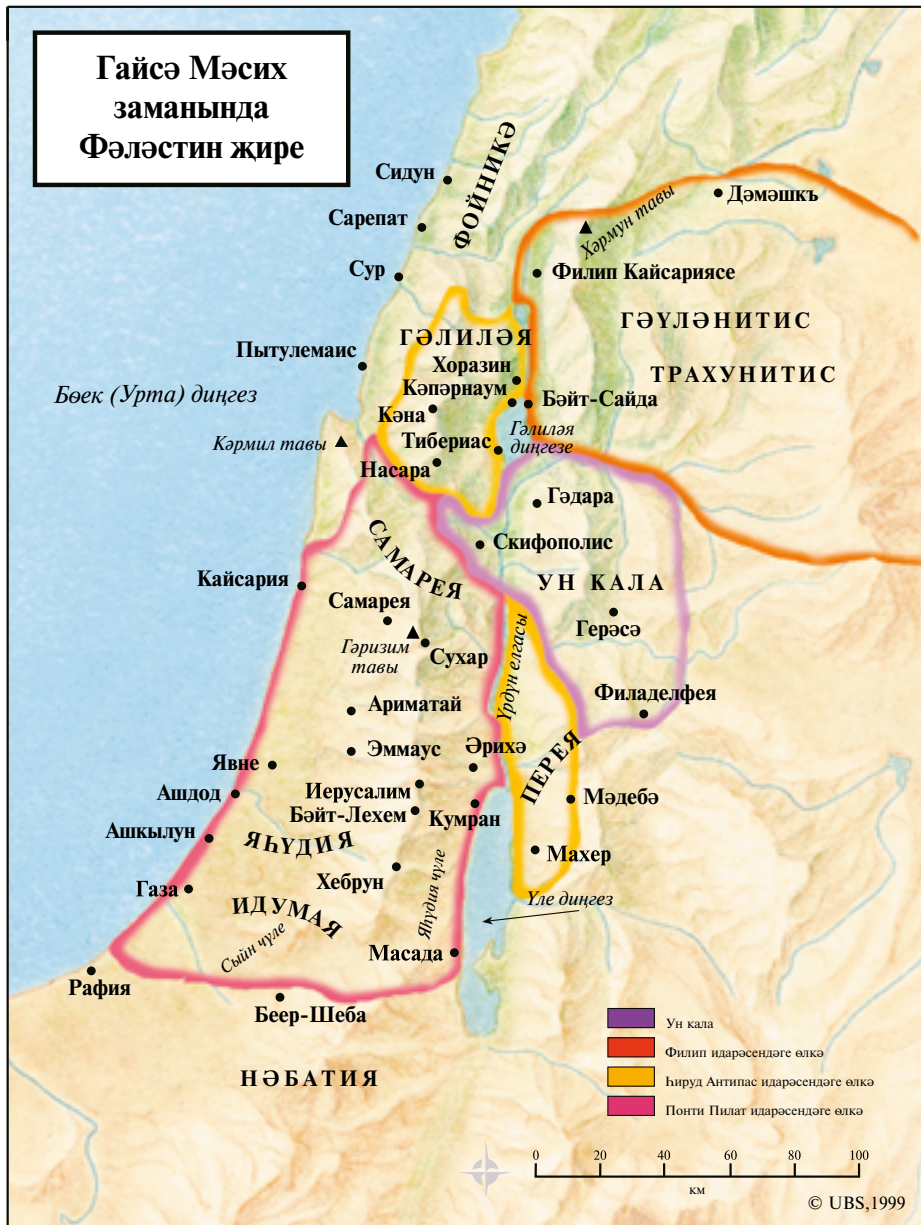 Гайсә Мәсих
заманында
Фәләстин җире
Сидун
Сарепат
Сур
ФОЙНИКӘ
Дәмәшкъ
Хәрмун тавы
Филип Кайсариясе
ГӘҮЛӘНИТИС
ТРАХУНИТИС
ГӘЛИЛӘЯ
Пытулемаис
Хоразин
Кәпәрнаум
Бәйт-Сайда
Бөек (Урта) диңгез
Кәна
Гәлиләя
диңгезе
Тибериас
Кәрмил тавы
Насара
Гәдара
САМАРЕЯ
Скифополис
Кайсария
УН КАЛА
Самарея
Герәсә
Гәризим
тавы
Сухар
Үрдүн елгасы
Филаделфея
Ариматай
Эммаус
Әрихә
ПЕРЕЯ
Явне
Иерусалим
Мәдебә
Ашдод
Бәйт-Лехем
Кумран
Ашкылун
ЯҺҮДИЯ
Махер
Хебрун
Яһүдия чүле
Газа
ИДУМАЯ
Үле диңгез
Сыйн чүле
Масада
Рафия
Беер-Шеба
НӘБАТИЯ
Ун кала
Филип идарәсендәге өлкә
Һируд Антипас идарәсендәге өлкә
Понти Пилат идарәсендәге өлкә
0 20 40 60 80 100
км
© UBS,1999